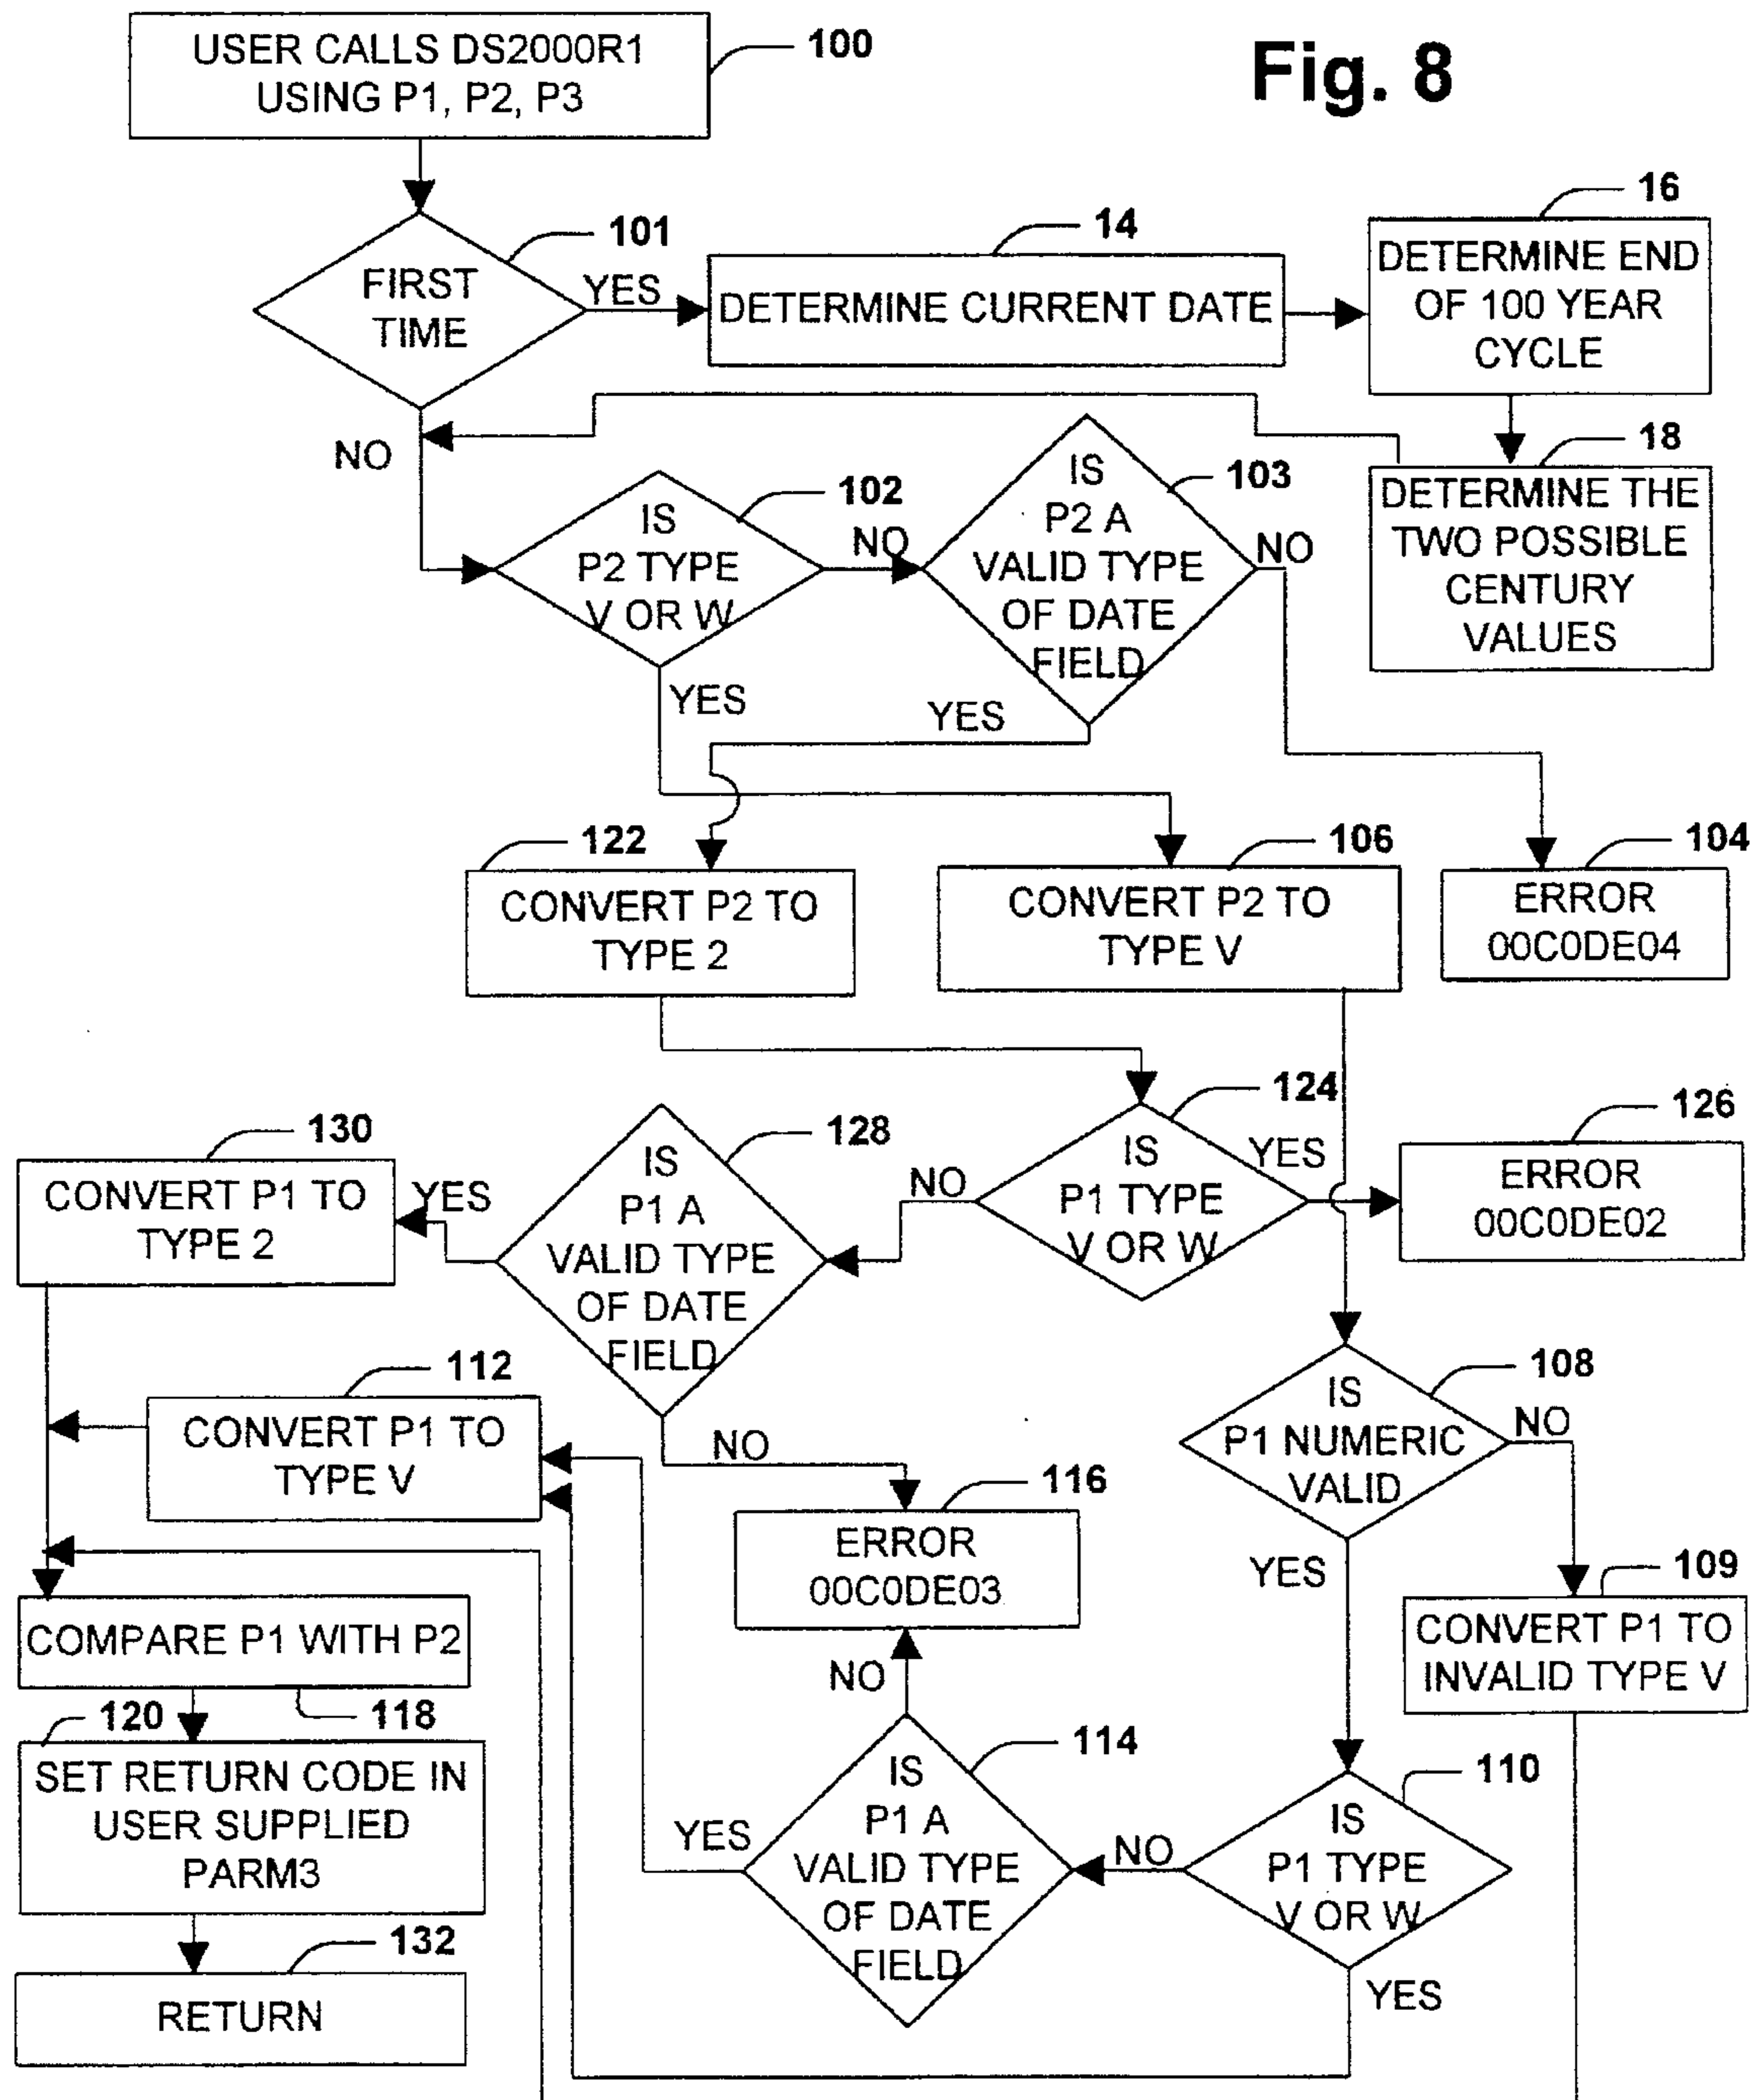 Fig. 8
USER CALLS DS2000R1
USING P1, P2, P3
100
FIRST
TIME
101
YES
NO
DETERMINE CURRENT DATE
14
DETERMINE END
OF 100 YEAR
CYCLE
16
DETERMINE THE
TWO POSSIBLE
CENTURY
VALUES
18
IS
P2 TYPE
V OR W
102
NO
YES
IS
P2 A
VALID TYPE
OF DATE
FIELD
103
NO
YES
CONVERT P2 TO
TYPE 2
122
CONVERT P2 TO
TYPE V
106
ERROR
00C0DE04
104
IS
P1 TYPE
V OR W
124
YES
NO
ERROR
00C0DE02
126
IS
P1 A
VALID TYPE
OF DATE
FIELD
128
YES
NO
CONVERT P1 TO
TYPE 2
130
CONVERT P1 TO
TYPE V
112
IS
P1 NUMERIC
VALID
108
NO
YES
ERROR
00C0DE03
116
CONVERT P1 TO
INVALID TYPE V
109
COMPARE P1 WITH P2
118
SET RETURN CODE IN
USER SUPPLIED
PARM3
120
IS
P1 A
VALID TYPE
OF DATE
FIELD
114
NO
YES
IS
P1 TYPE
V OR W
110
NO
YES
RETURN
132